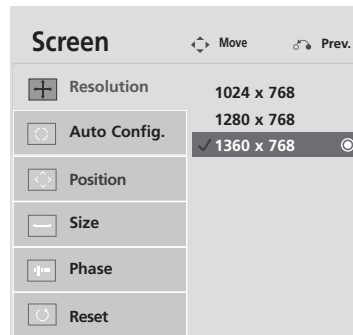 Screen
Move
Prev.
Resolution
Auto Config.
Position
Size
Phase
Reset
1024 x 768
1280 x 768
1360 x 768